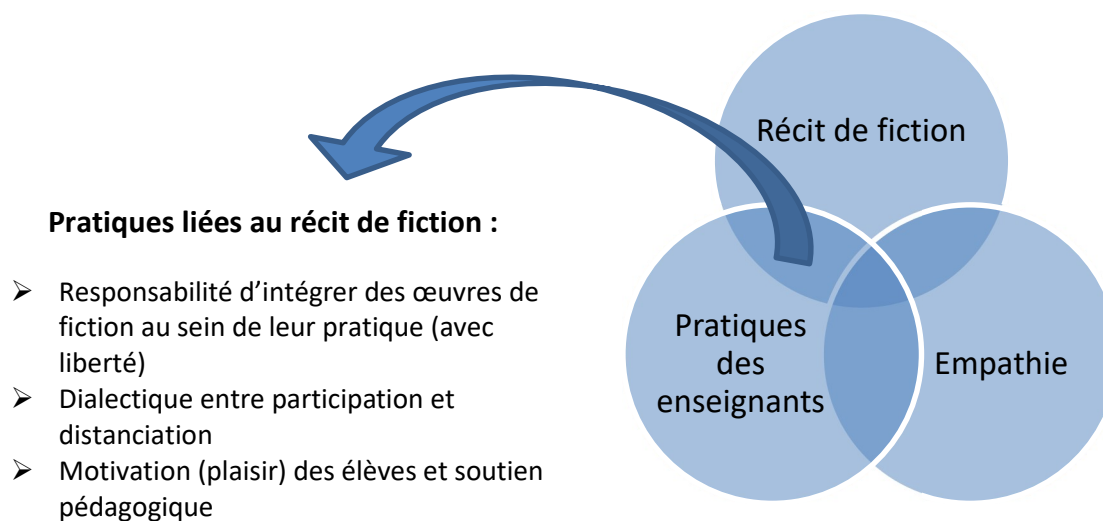 Récit de fiction
Pratiques liées au récit de fiction :
➢ Responsabilité d’intégrer des œuvres de
fiction au sein de leur pratique (avec
liberté)
➢ Dialectique entre participation et
distanciation
➢ Motivation (plaisir) des élèves et soutien
pédagogique
Pratiques
des
enseignants
Empathie